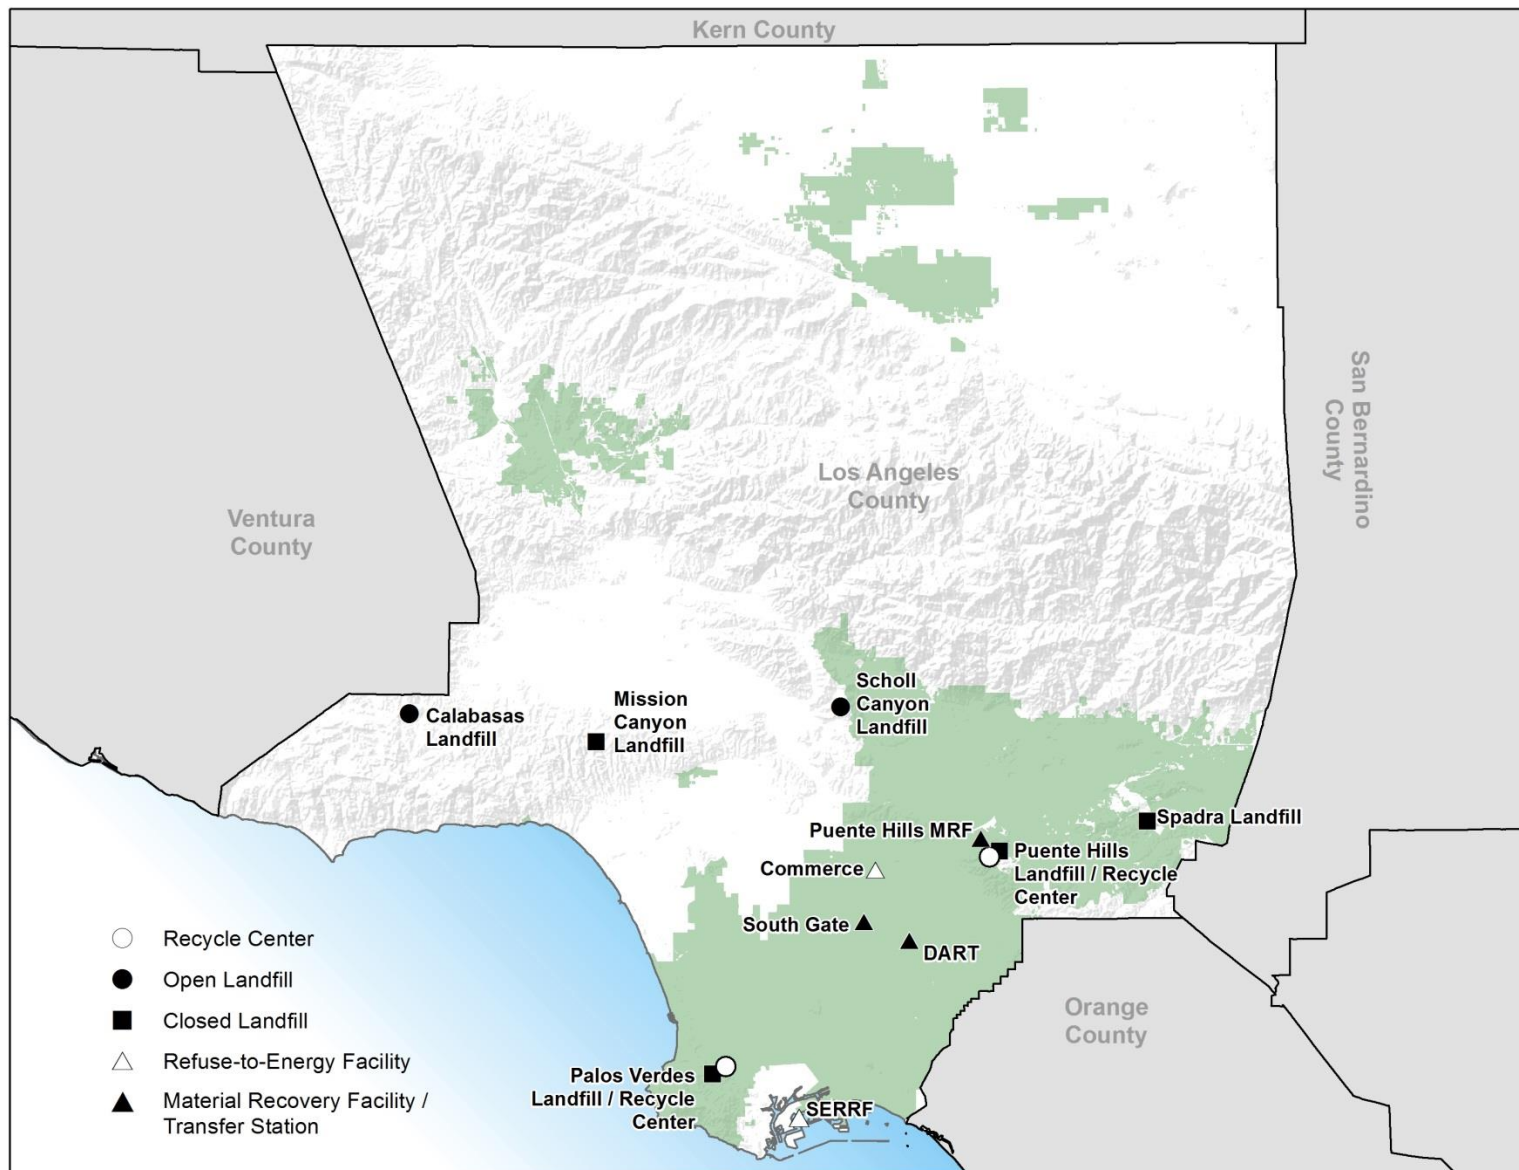 Kern County
San Bernardino
County
Los Angeles
County
Ventura
County
Scholl
Canyon
Landfill
Mission
Canyon
Landfill
Calabasas
Landfill
Spadra Landfill
Puente Hills MRF
Puente Hills
Landfill / Recycle
Center
Commerce
South Gate
DART
Orange
County
Palos Verdes
Landfill / Recycle
Center
SERRF
Recycle Center
Open Landfill
Closed Landfill
Refuse-to-Energy Facility
Material Recovery Facility /
Transfer Station